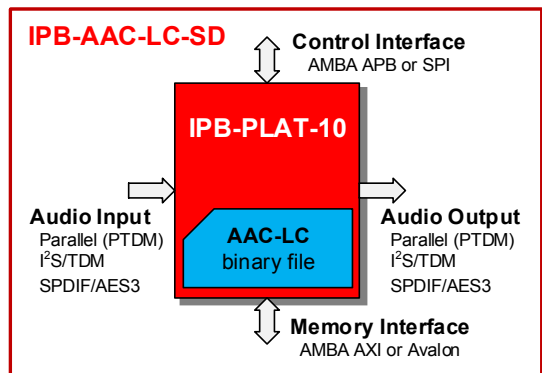 IPB-AAC-LC-SD
Control Interface
AMBA APB or SPI
IPB-PLAT-10
Audio Input
Parallel (PTDM)
I²S/TDM
SPDIF/AES3
AAC-LC
binary file
Audio Output
Parallel (PTDM)
I²S/TDM
SPDIF/AES3
Memory Interface
AMBA AXI or Avalon